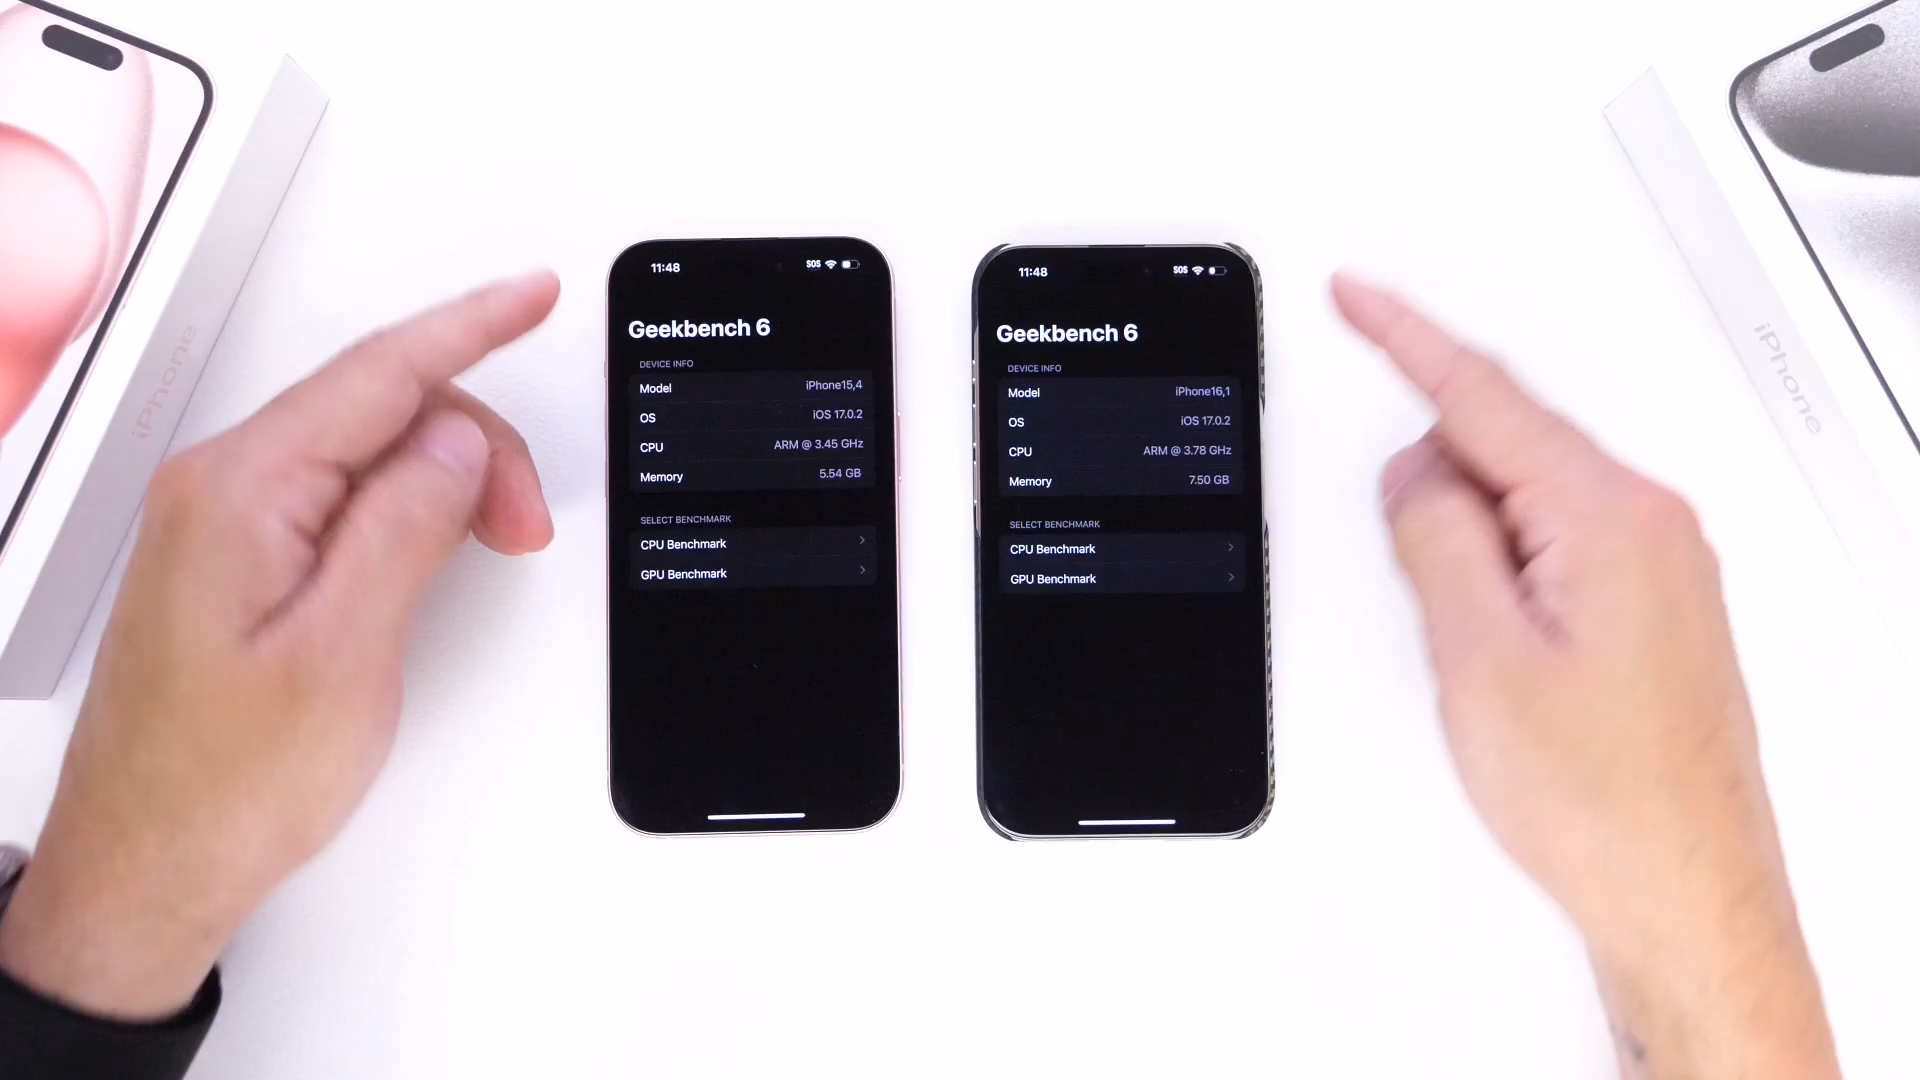 iPhone
11:48
SOS
Geekbench 6
DEVICE INFO
Model iPhone15,4
OS iOS 17.0.2
CPU ARM @ 3.45 GHz
Memory 5.54 GB
SELECT BENCHMARK
CPU Benchmark
GPU Benchmark
11:48
SOS
Geekbench 6
DEVICE INFO
Model iPhone16,1
OS iOS 17.0.2
CPU ARM @ 3.78 GHz
Memory 7.50 GB
SELECT BENCHMARK
CPU Benchmark
GPU Benchmark
iPhone